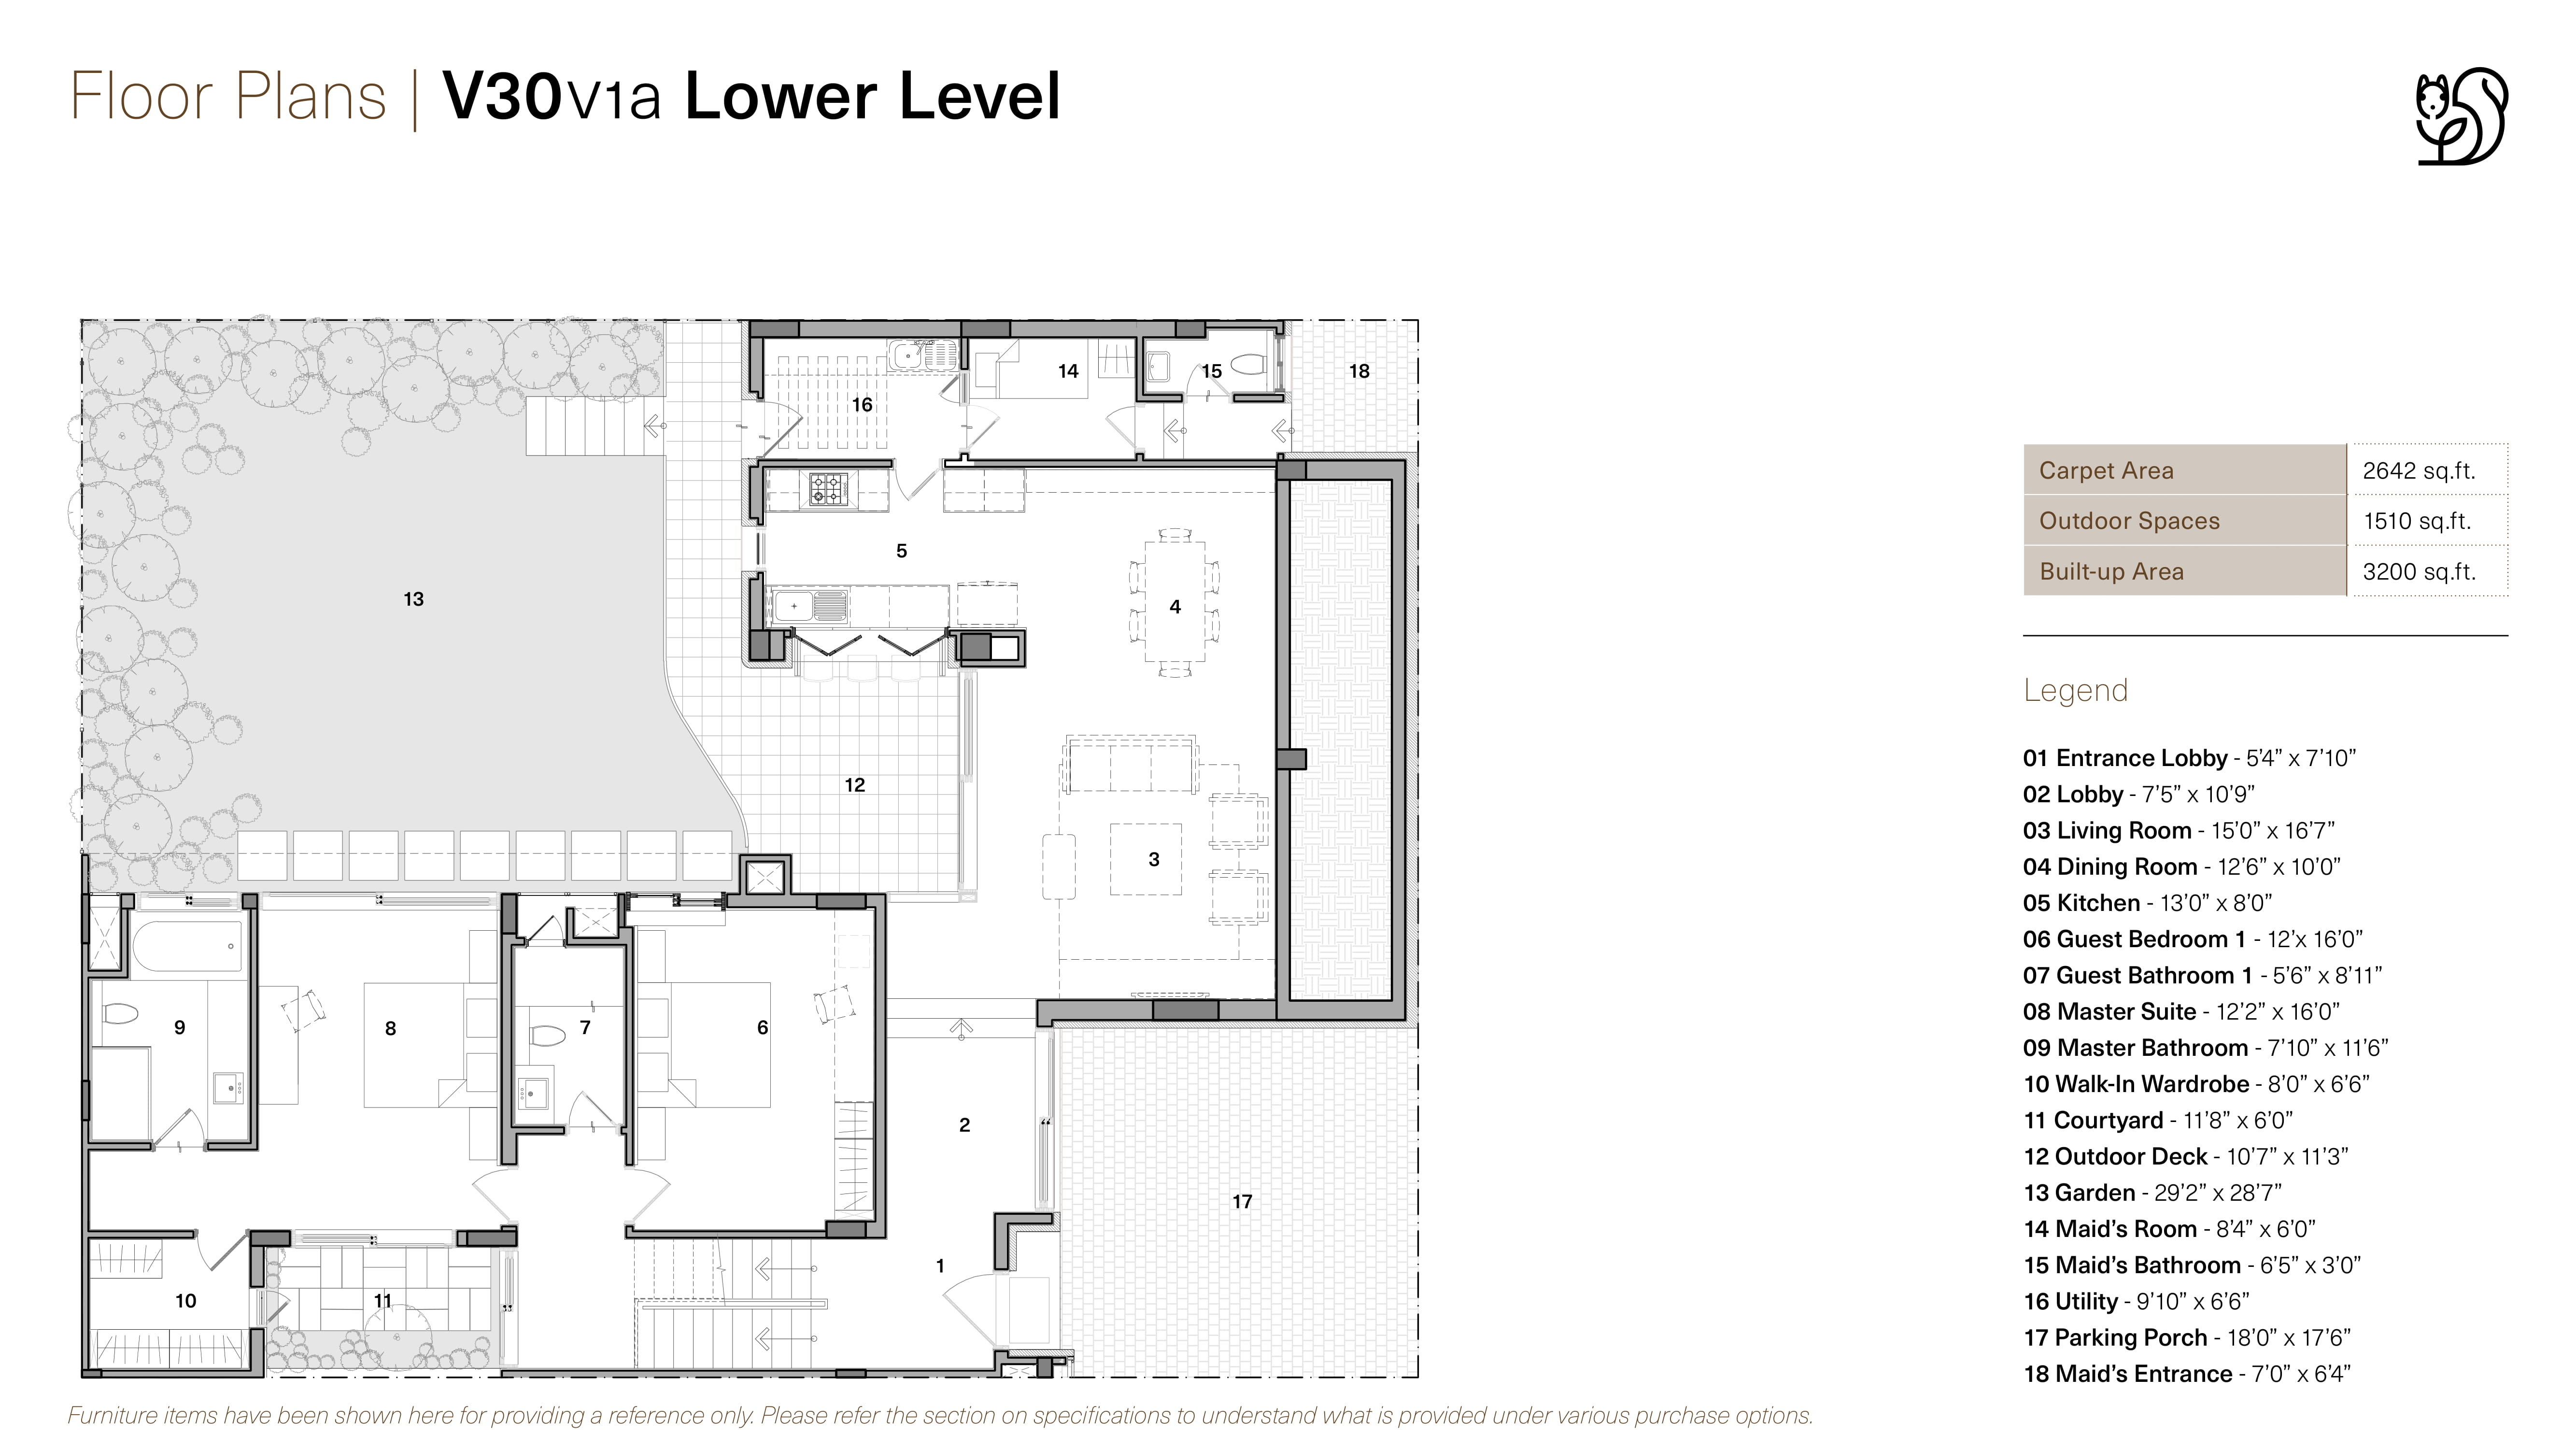 Floor Plans | V30V1a Lower Level
16
14
15
18
5
13
4
12
3
9
8
7
6
2
17
1
10
11
Carpet Area 2642 sq.ft.
Outdoor Spaces 1510 sq.ft.
Built-up Area 3200 sq.ft.
Legend
01 Entrance Lobby - 5’4” x 7’10”
02 Lobby - 7’5” x 10’9”
03 Living Room - 15’0” x 16’7”
04 Dining Room - 12’6” x 10’0”
05 Kitchen - 13’0” x 8’0”
06 Guest Bedroom 1 - 12’x 16’0”
07 Guest Bathroom 1 - 5’6” x 8’11”
08 Master Suite - 12’2” x 16’0”
09 Master Bathroom - 7’10” x 11’6”
10 Walk-In Wardrobe - 8’0” x 6’6”
11 Courtyard - 11’8” x 6’0”
12 Outdoor Deck - 10’7” x 11’3”
13 Garden - 29’2” x 28’7”
14 Maid’s Room - 8’4” x 6’0”
15 Maid’s Bathroom - 6’5” x 3’0”
16 Utility - 9’10” x 6’6”
17 Parking Porch - 18’0” x 17’6”
18 Maid’s Entrance - 7’0” x 6’4”
Furniture items have been shown here for providing a reference only. Please refer the section on specifications to understand what is provided under various purchase options.